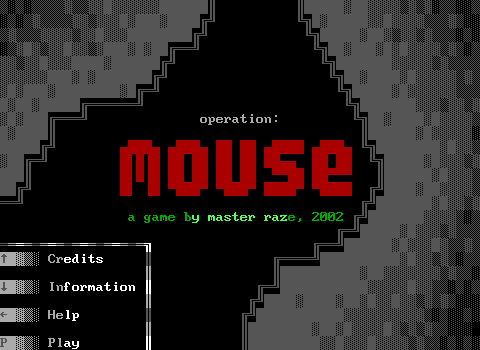 operation:
mouse
a game by master raze, 2002
↑ Credits
↓ Information
← Help
P Play